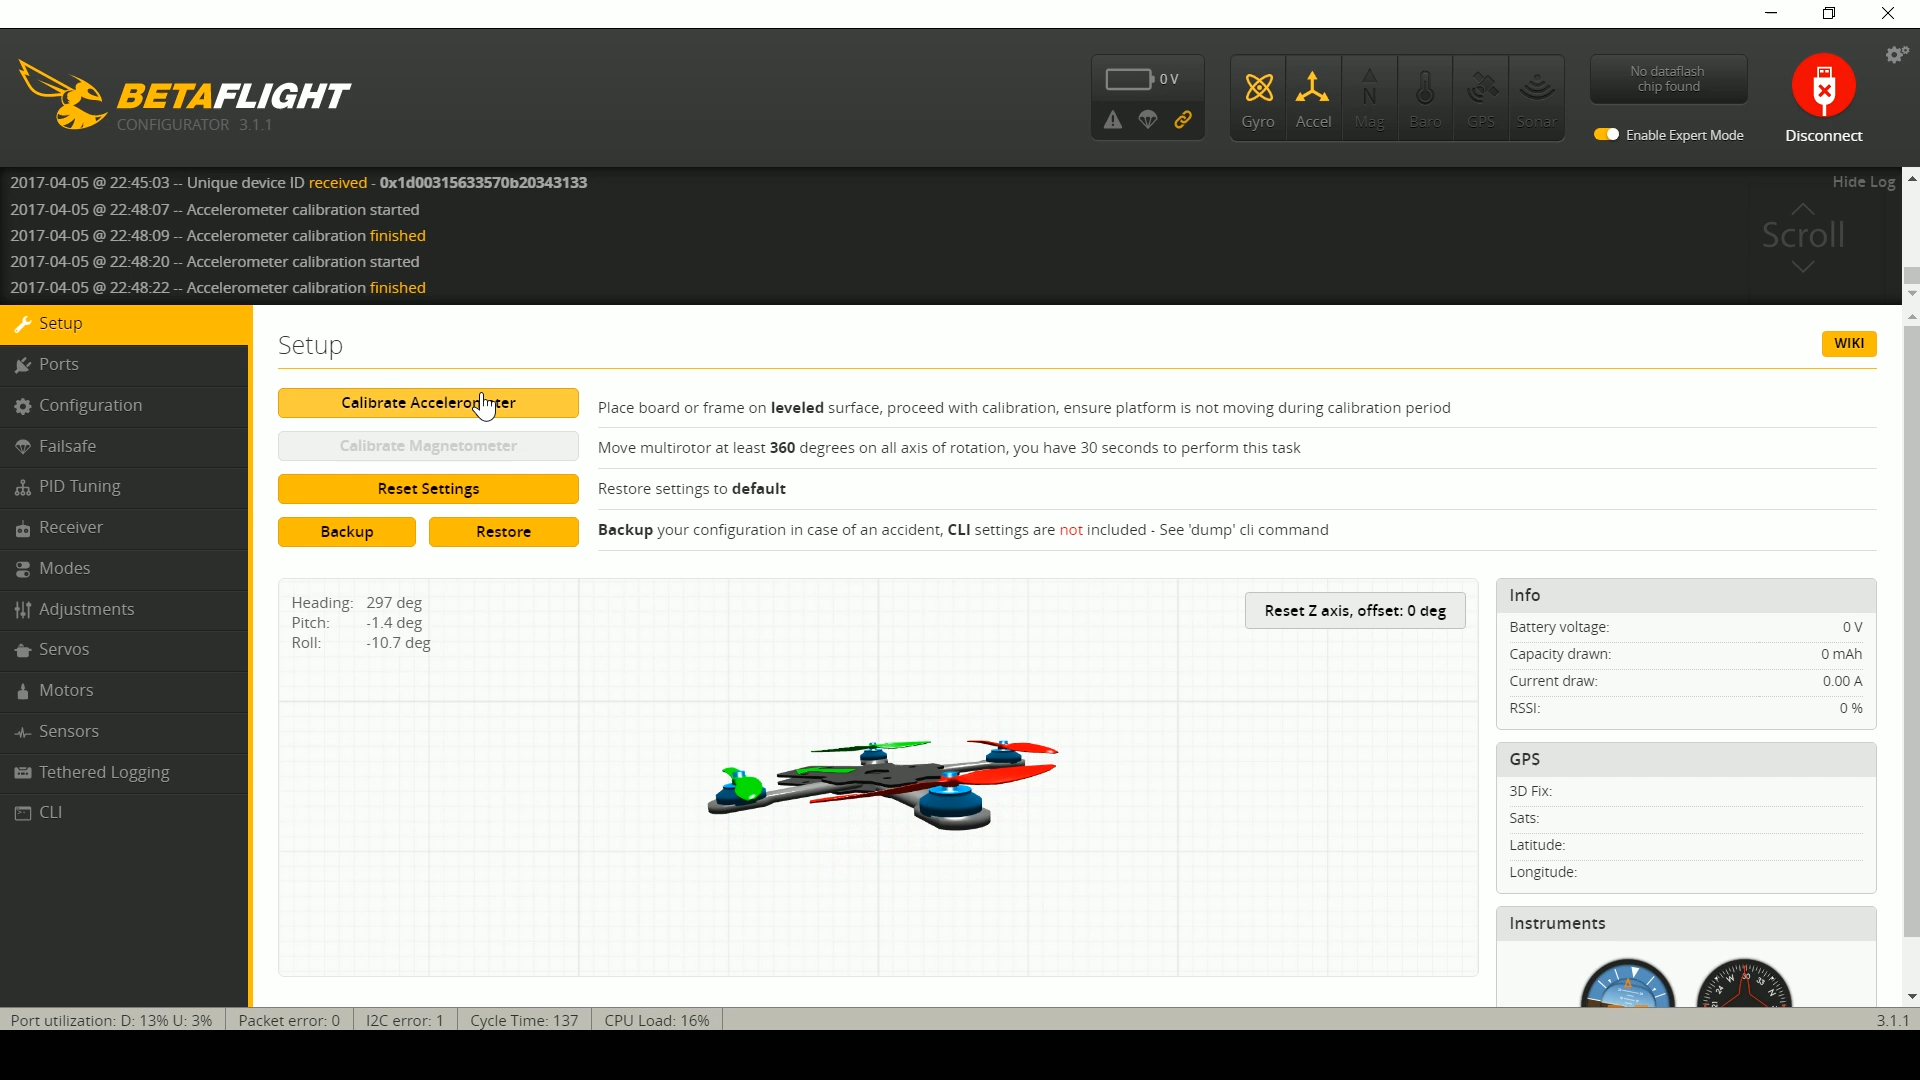 BETAFLIGHT
CONFIGURATOR 3.1.1
0 V
Gyro
Accel
Mag
Baro
GPS
Sonar
No dataflash
chip found
Enable Expert Mode
Disconnect
2017-04-05 @ 22:45:03 -- Unique device ID received - 0x1d00315633570b20343133
2017-04-05 @ 22:48:07 -- Accelerometer calibration started
2017-04-05 @ 22:48:09 -- Accelerometer calibration finished
2017-04-05 @ 22:48:20 -- Accelerometer calibration started
2017-04-05 @ 22:48:22 -- Accelerometer calibration finished
Hide Log
Scroll
Setup
Ports
Configuration
Failsafe
PID Tuning
Receiver
Modes
Adjustments
Servos
Motors
Sensors
Tethered Logging
CLI
Setup
WIKI
Calibrate Accelerometer
Place board or frame on leveled surface, proceed with calibration, ensure platform is not moving during calibration period
Calibrate Magnetometer
Move multirotor at least 360 degrees on all axis of rotation, you have 30 seconds to perform this task
Reset Settings
Restore settings to default
Backup
Restore
Backup your configuration in case of an accident, CLI settings are not included - See 'dump' cli command
Heading: 297 deg
Pitch: -1.4 deg
Roll: -10.7 deg
Reset Z axis, offset: 0 deg
Info
Battery voltage: 0 V
Capacity drawn: 0 mAh
Current draw: 0.00 A
RSSI: 0 %
GPS
3D Fix:
Sats:
Latitude:
Longitude:
Instruments
Port utilization: D: 13% U: 3%
Packet error: 0
I2C error: 1
Cycle Time: 137
CPU Load: 16%
3.1.1